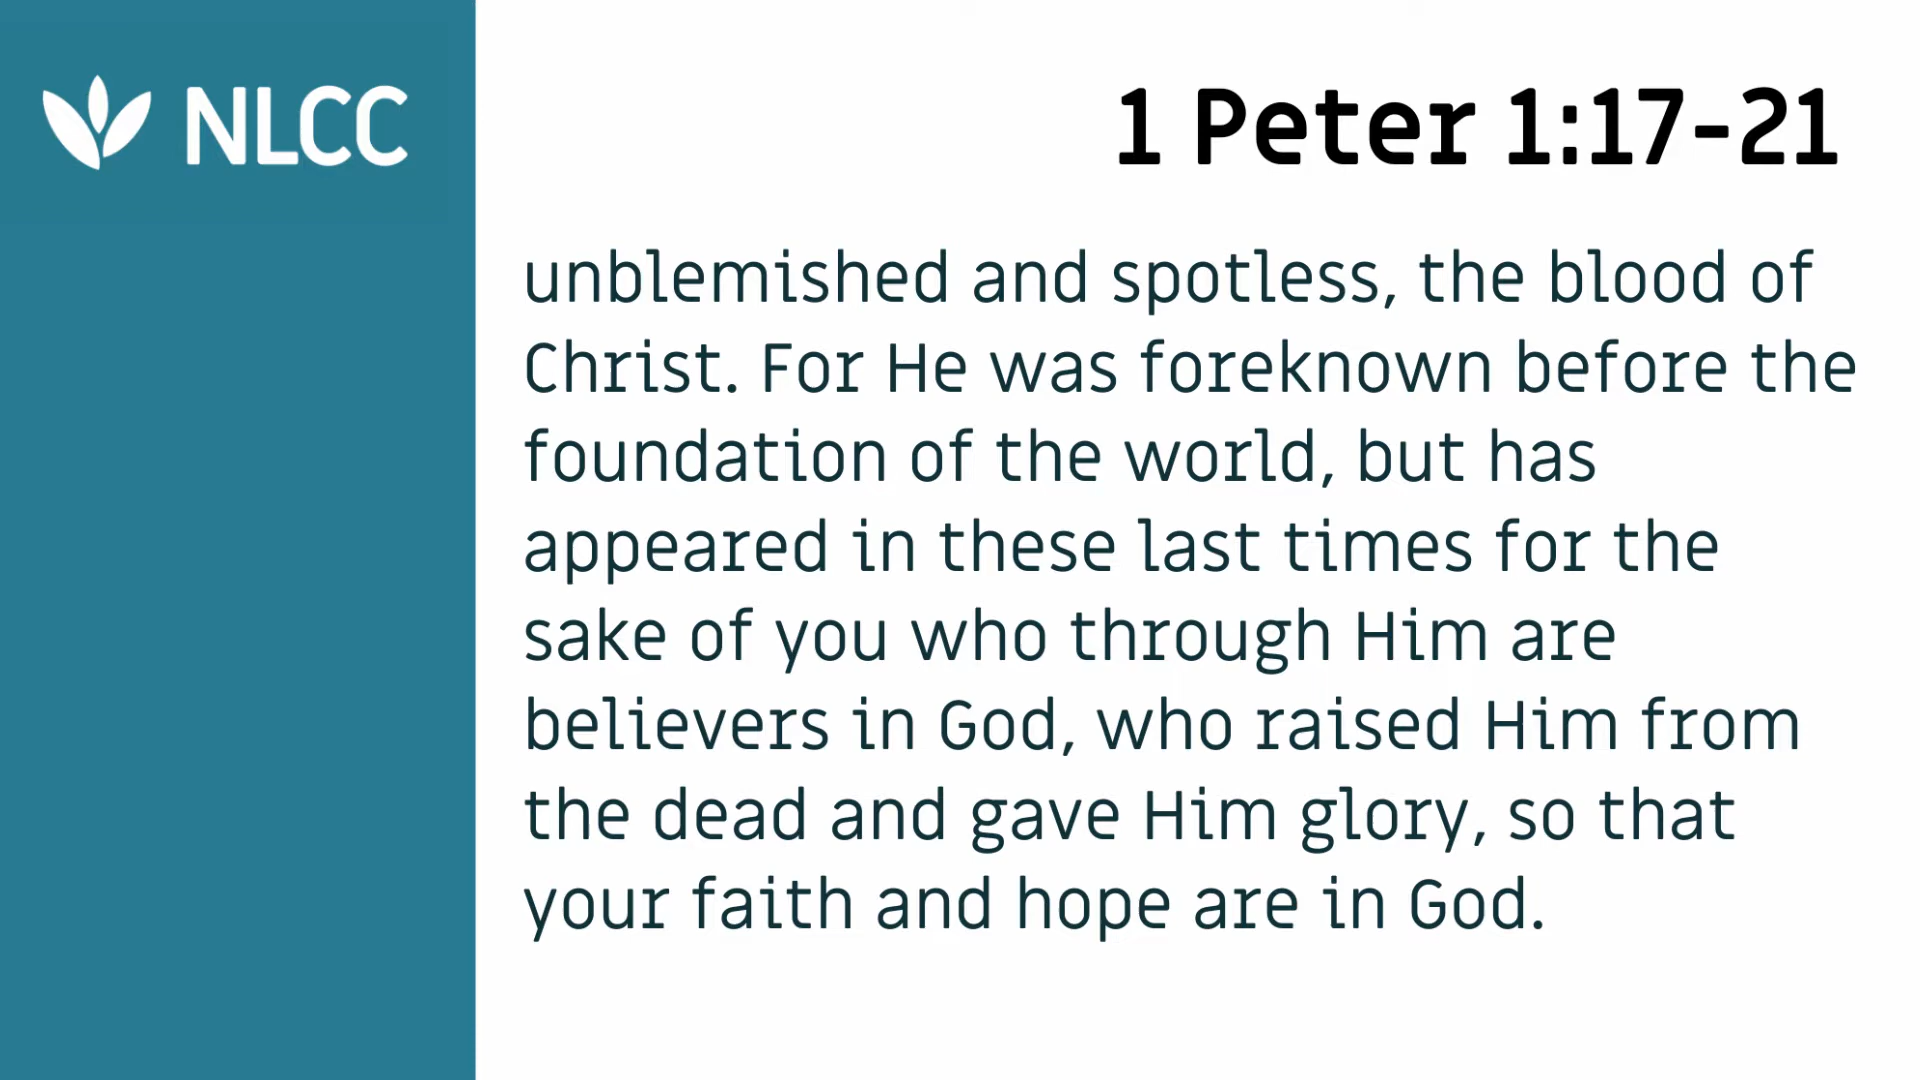 NLCC
1 Peter 1:17-21
unblemished and spotless, the blood of
Christ. For He was foreknown before the
foundation of the world, but has
appeared in these last times for the
sake of you who through Him are
believers in God, who raised Him from
the dead and gave Him glory, so that
your faith and hope are in God.